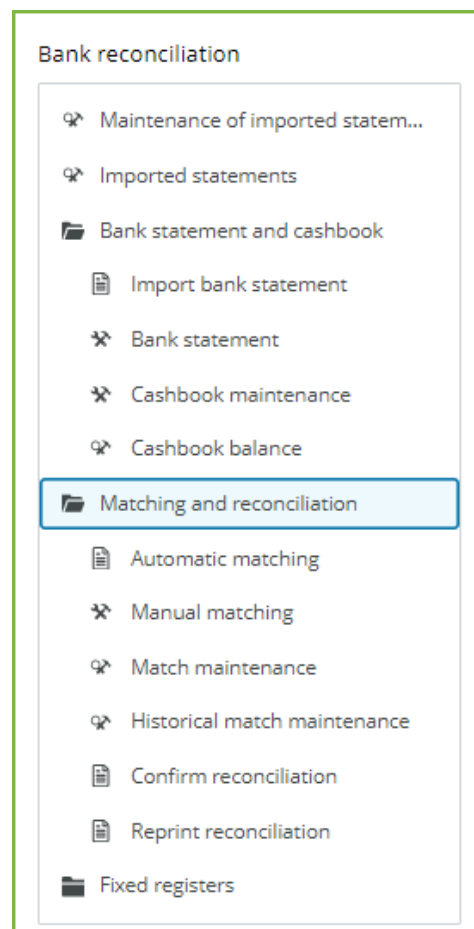 Bank reconciliation
Maintenance of imported statem...
Imported statements
Bank statement and cashbook
Import bank statement
Bank statement
Cashbook maintenance
Cashbook balance
Matching and reconciliation
Automatic matching
Manual matching
Match maintenance
Historical match maintenance
Confirm reconciliation
Reprint reconciliation
Fixed registers